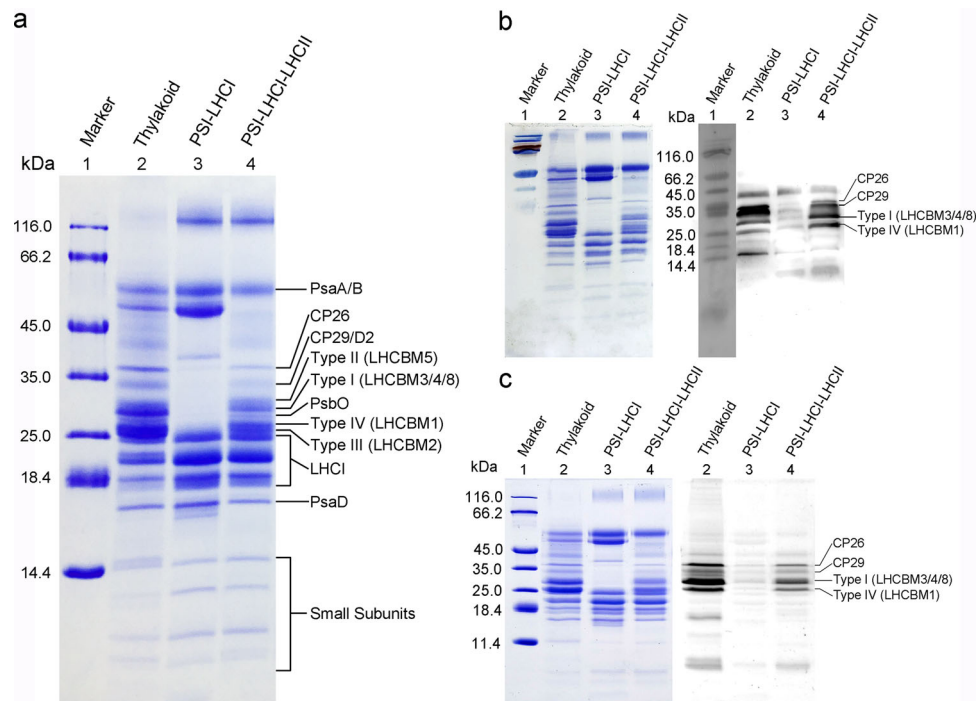 a
Marker
Thylakoid
PSI-LHCI
PSI-LHCI-LHCII
kDa
1
2
3
4
116.0
66.2
45.0
35.0
25.0
18.4
14.4
PsaA/B
CP26
CP29/D2
Type II (LHCBM5)
Type I (LHCBM3/4/8)
PsbO
Type IV (LHCBM1)
Type III (LHCBM2)
LHCI
PsaD
Small Subunits
b
Marker
Thylakoid
PSI-LHCI
PSI-LHCI-LHCII
1
2
3
4
Marker
Thylakoid
PSI-LHCI
PSI-LHCI-LHCII
kDa
1
2
3
4
116.0
66.2
45.0
35.0
25.0
18.4
14.4
CP26
CP29
Type I (LHCBM3/4/8)
Type IV (LHCBM1)
c
Marker
Thylakoid
PSI-LHCI
PSI-LHCI-LHCII
kDa
1
2
3
4
116.0
66.2
45.0
35.0
25.0
18.4
11.4
Thylakoid
PSI-LHCI
PSI-LHCI-LHCII
2
3
4
CP26
CP29
Type I (LHCBM3/4/8)
Type IV (LHCBM1)